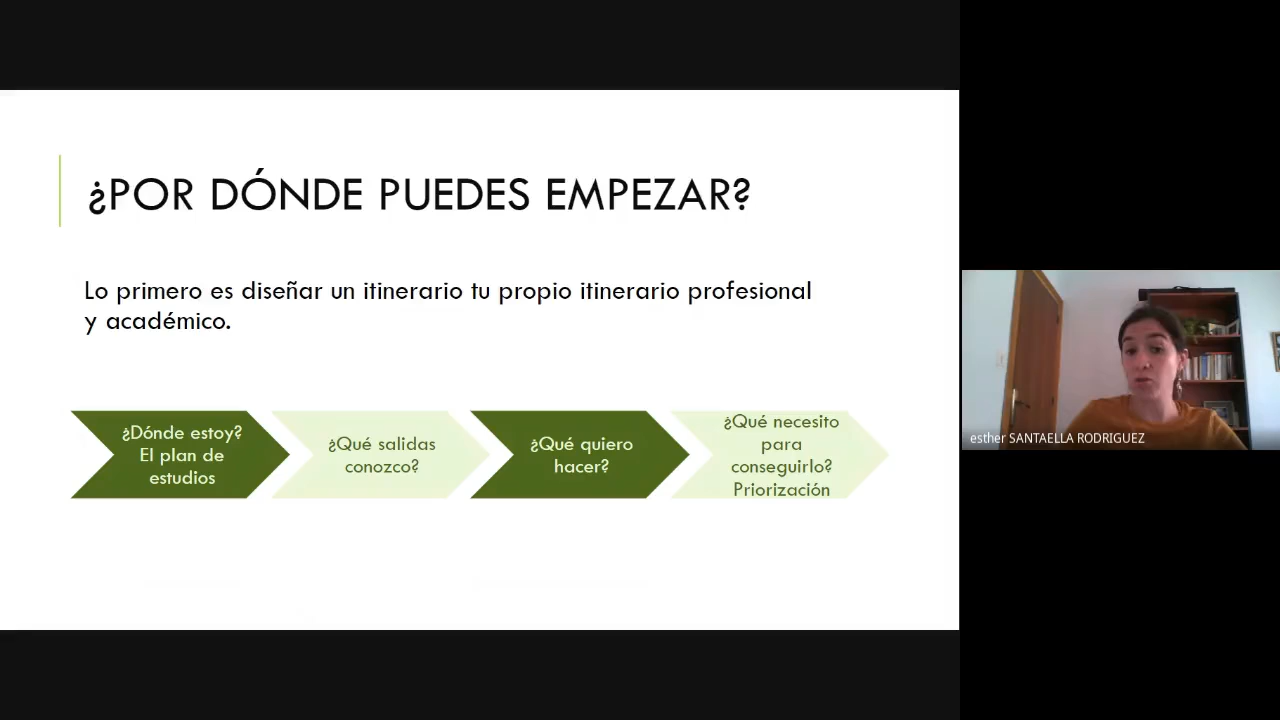 ¿POR DÓNDE PUEDES EMPEZAR?
Lo primero es diseñar un itinerario tu propio itinerario profesional
y académico.
¿Dónde estoy?
El plan de
estudios
¿Qué salidas
conozco?
¿Qué quiero
hacer?
¿Qué necesito
para
conseguirlo?
Priorización
esther SANTAELLA RODRIGUEZ